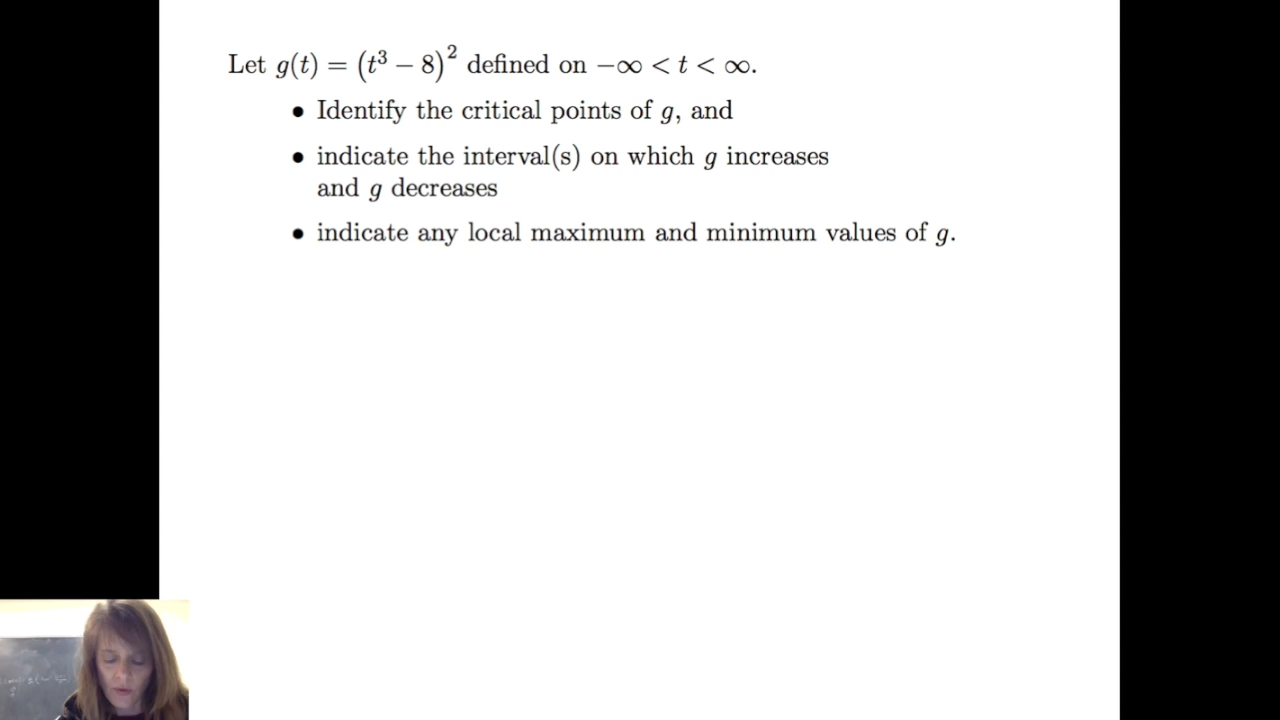 Let g(t) = (t³ − 8)² defined on −∞ < t < ∞.
• Identify the critical points of g, and
• indicate the interval(s) on which g increases
and g decreases
• indicate any local maximum and minimum values of g.